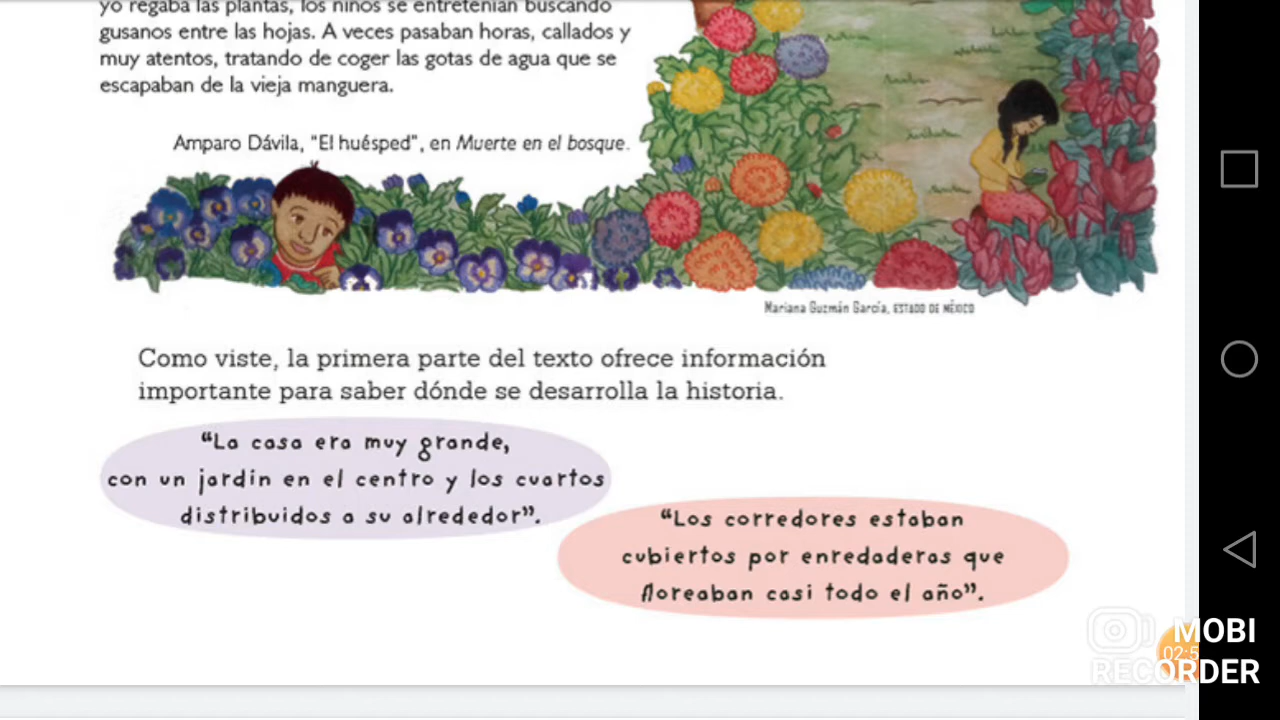 yo regaba las plantas, los niños se entretenían buscando
gusanos entre las hojas. A veces pasaban horas, callados y
muy atentos, tratando de coger las gotas de agua que se
escapaban de la vieja manguera.
Amparo Dávila, “El huésped”, en Muerte en el bosque.
Mariana Guzmán García, ESTADO DE MÉXICO
Como viste, la primera parte del texto ofrece información
importante para saber dónde se desarrolla la historia.
“La casa era muy grande,
con un jardín en el centro y los cuartos
distribuidos a su alrededor”.
“Los corredores estaban
cubiertos por enredaderas que
floreaban casi todo el año”.
MOBI
RECORDER